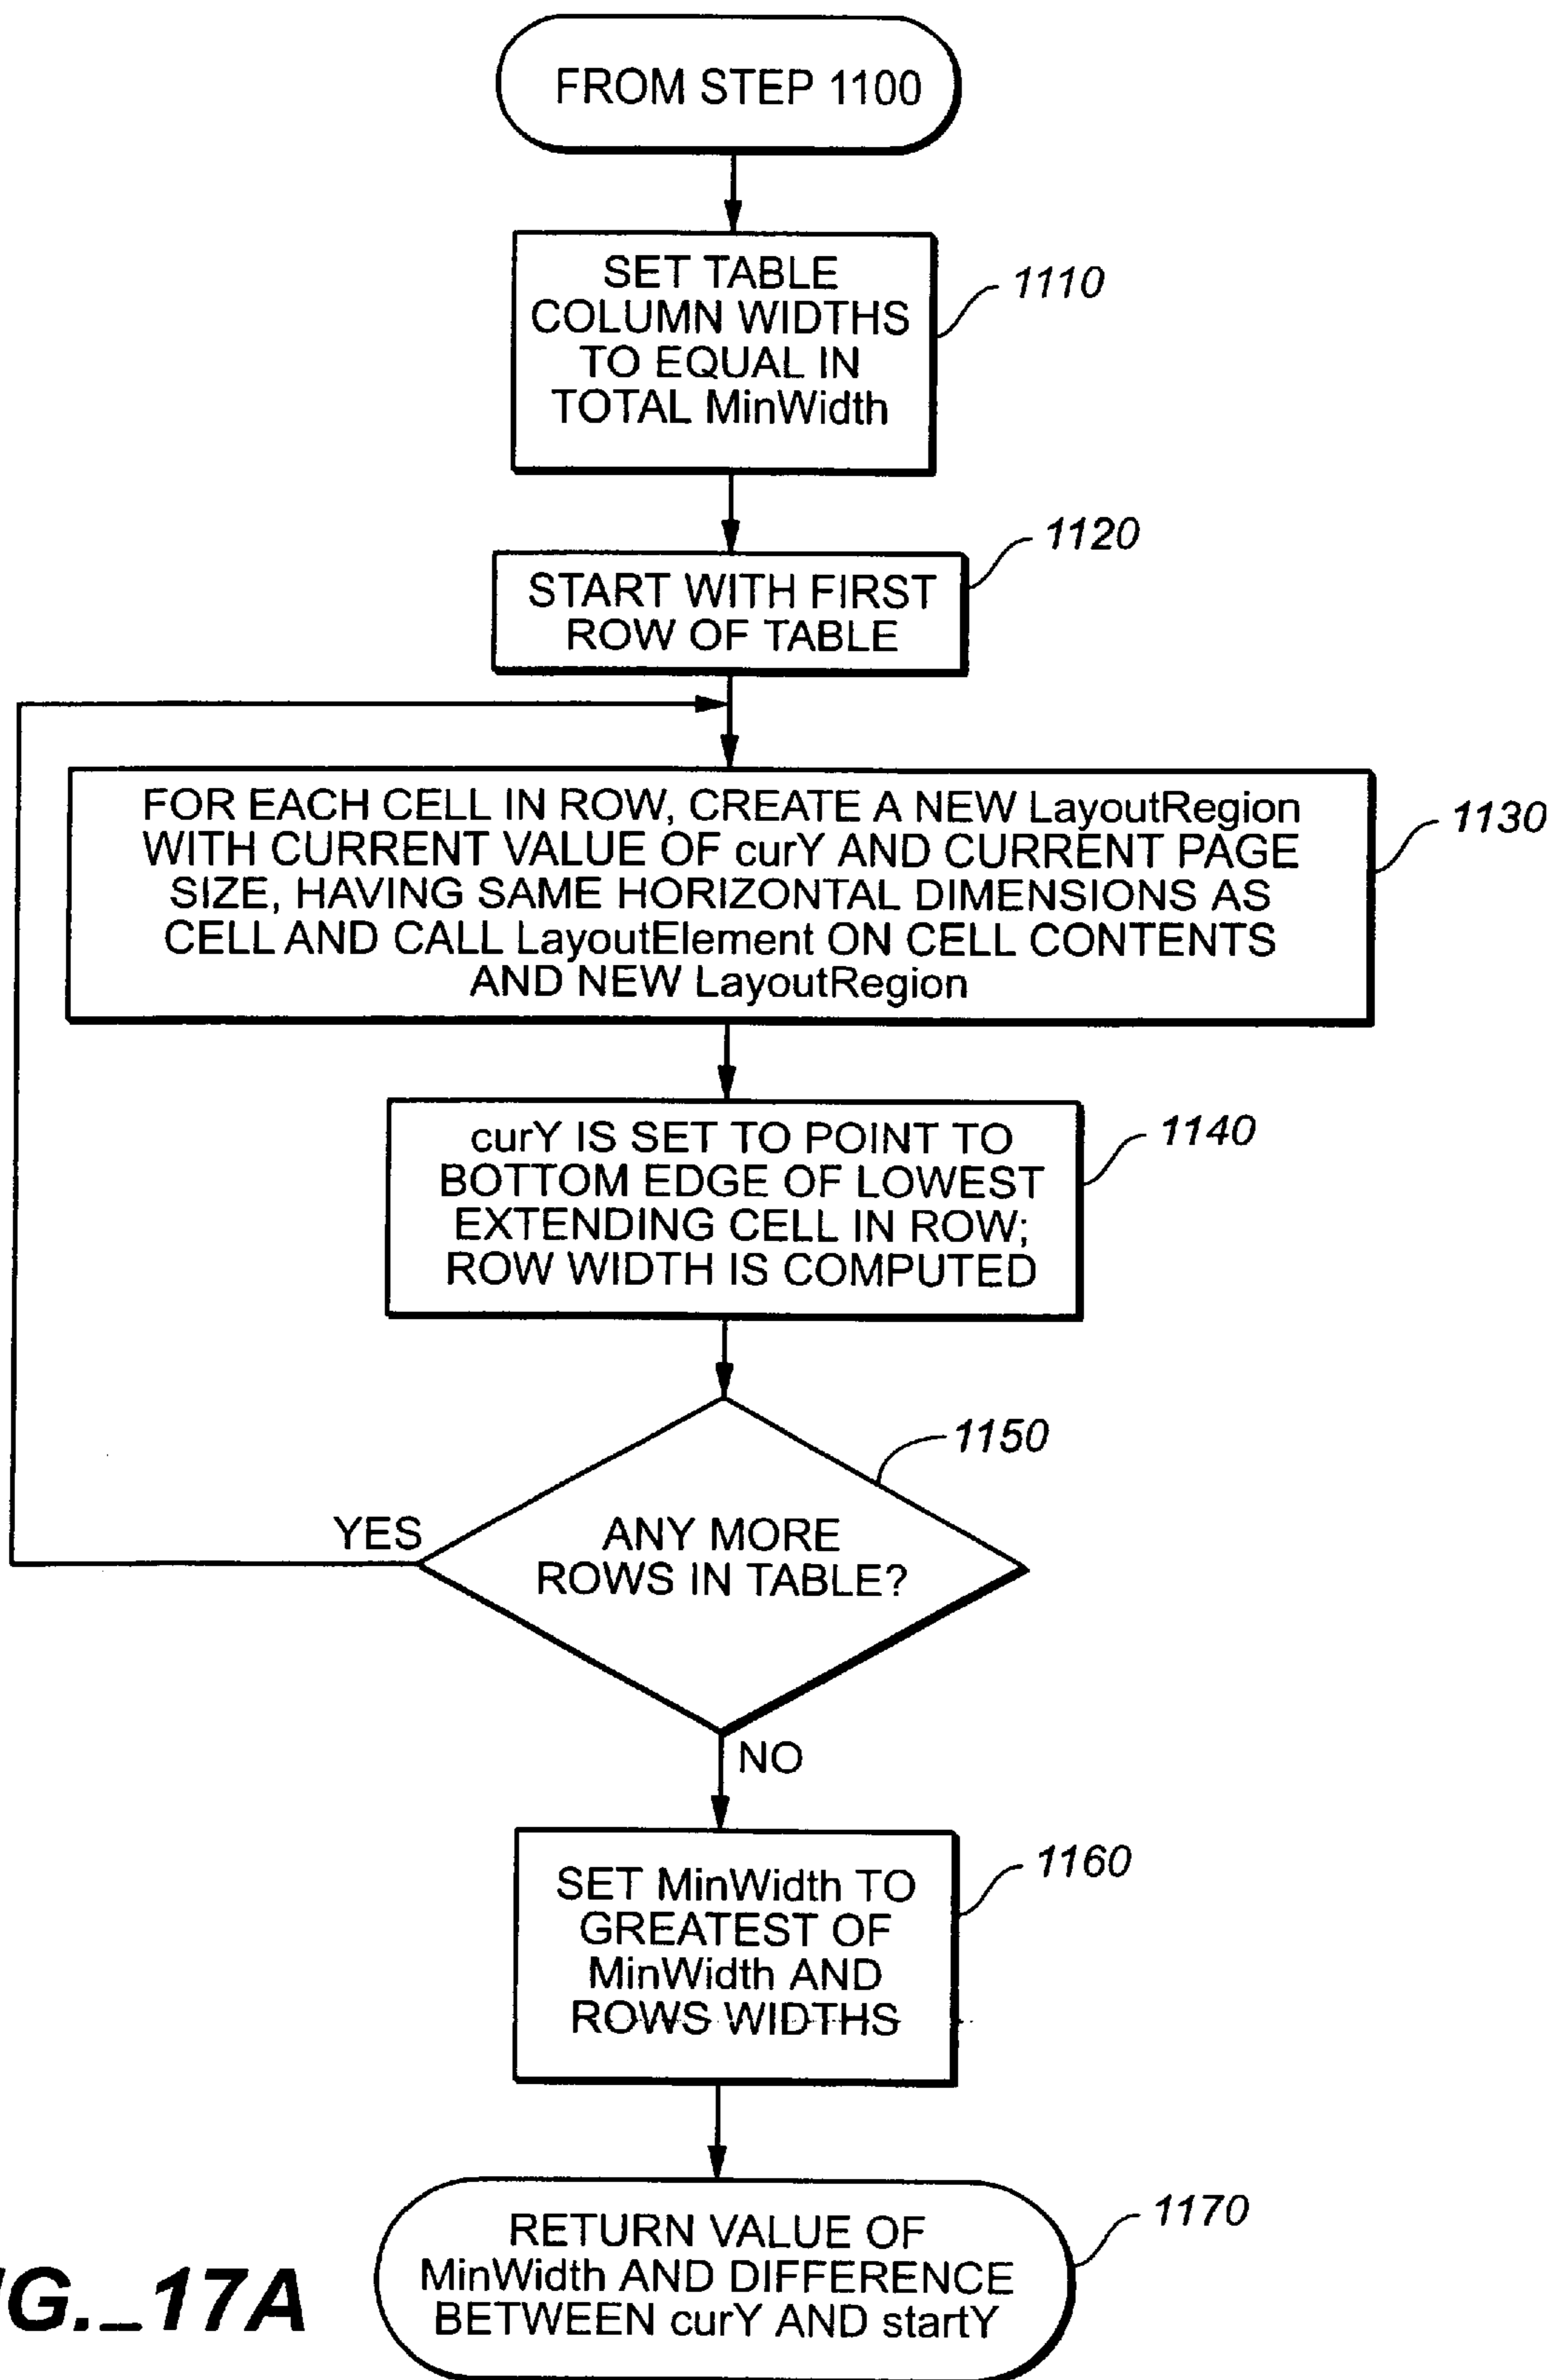 FROM STEP 1100
SET TABLE
COLUMN WIDTHS
TO EQUAL IN
TOTAL MinWidth
1110
START WITH FIRST
ROW OF TABLE
1120
FOR EACH CELL IN ROW, CREATE A NEW LayoutRegion
WITH CURRENT VALUE OF curY AND CURRENT PAGE
SIZE, HAVING SAME HORIZONTAL DIMENSIONS AS
CELL AND CALL LayoutElement ON CELL CONTENTS
AND NEW LayoutRegion
1130
curY IS SET TO POINT TO
BOTTOM EDGE OF LOWEST
EXTENDING CELL IN ROW;
ROW WIDTH IS COMPUTED
1140
ANY MORE
ROWS IN TABLE?
1150
YES
NO
SET MinWidth TO
GREATEST OF
MinWidth AND
ROWS WIDTHS
1160
RETURN VALUE OF
MinWidth AND DIFFERENCE
BETWEEN curY AND startY
1170
IG._17A